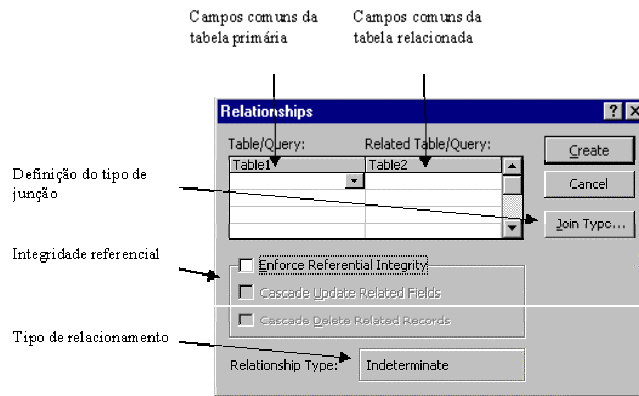 Campos comuns da
tabela primária
Campos comuns da
tabela relacionada
Relationships
Table/Query:
Related Table/Query:
Table1
Table2
Create
Cancel
Join Type...
Definição do tipo de
junção
Integridade referencial
Enforce Referential Integrity
Cascade Update Related Fields
Cascade Delete Related Records
Tipo de relacionamento
Relationship Type:
Indeterminate